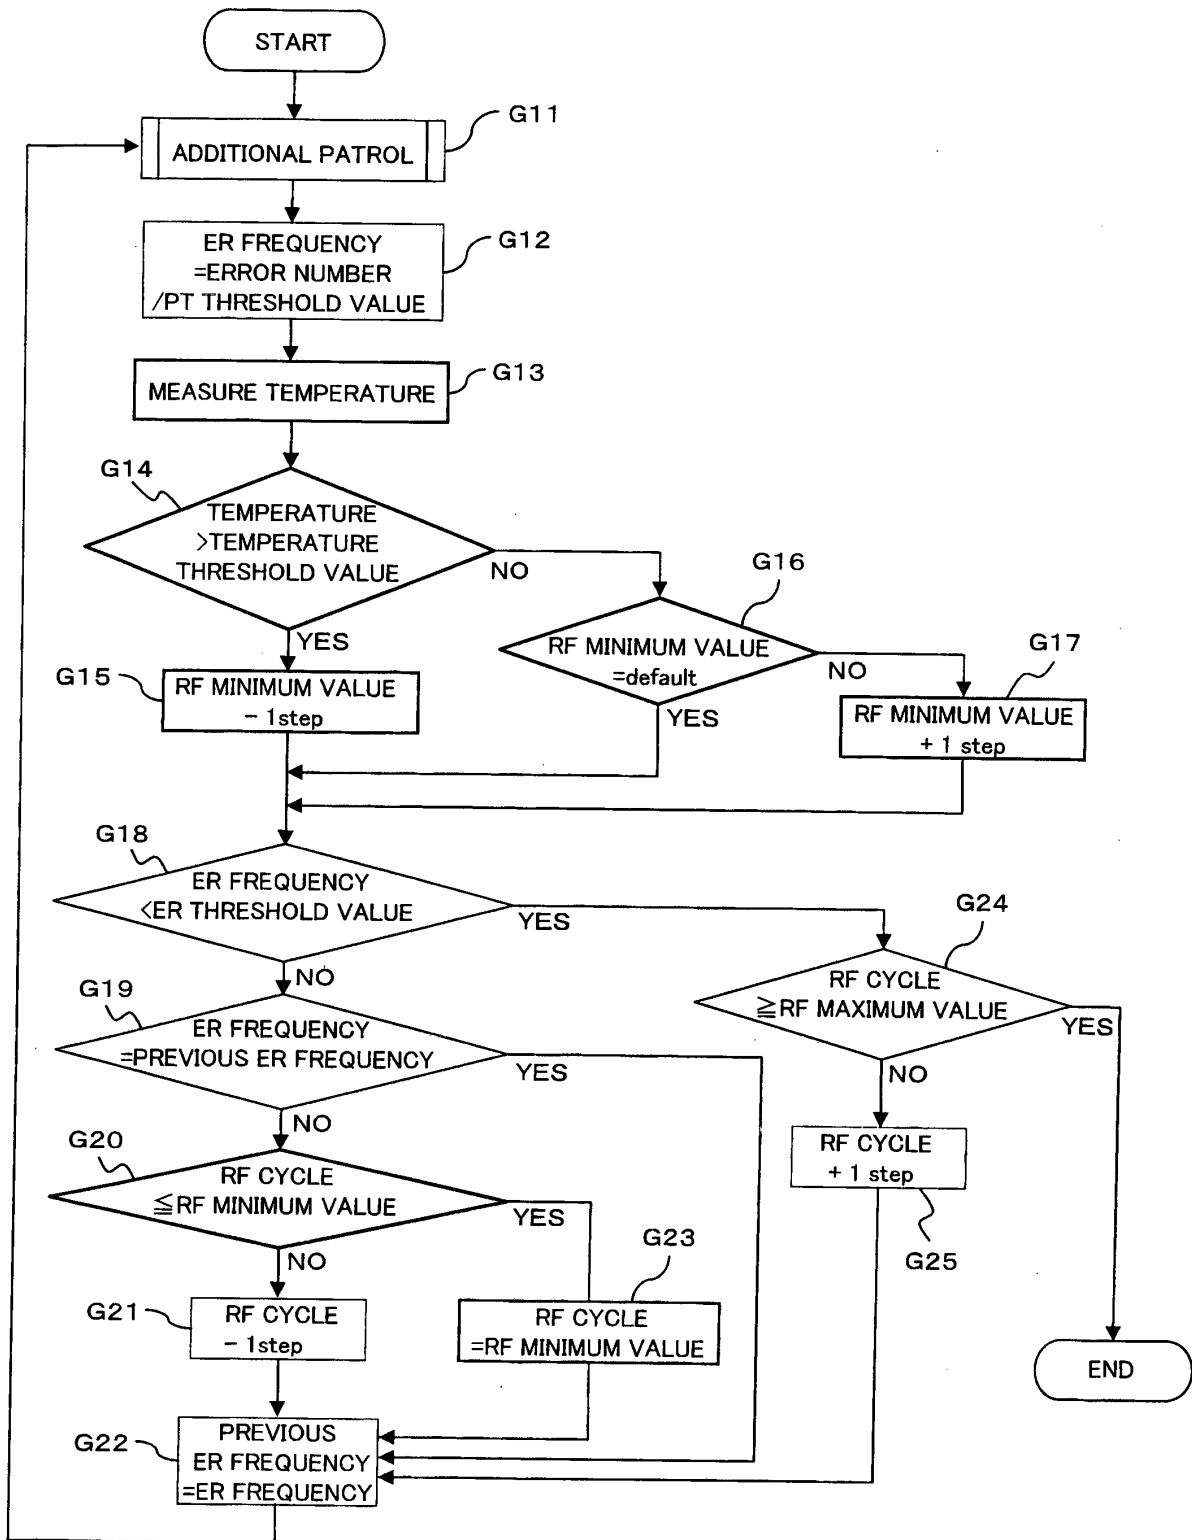 START
G11
ADDITIONAL PATROL
ER FREQUENCY
=ERROR NUMBER
/PT THRESHOLD VALUE
G12
MEASURE TEMPERATURE
G13
G14
TEMPERATURE
>TEMPERATURE
THRESHOLD VALUE
NO
YES
G16
RF MINIMUM VALUE
=default
NO
YES
G15
RF MINIMUM VALUE
− 1step
G17
RF MINIMUM VALUE
+ 1 step
G18
ER FREQUENCY
<ER THRESHOLD VALUE
YES
NO
G24
RF CYCLE
≧RF MAXIMUM VALUE
YES
NO
G19
ER FREQUENCY
=PREVIOUS ER FREQUENCY
YES
NO
G20
RF CYCLE
≦RF MINIMUM VALUE
YES
NO
RF CYCLE
+ 1 step
G25
G21
RF CYCLE
− 1step
G23
RF CYCLE
=RF MINIMUM VALUE
END
G22
PREVIOUS
ER FREQUENCY
=ER FREQUENCY